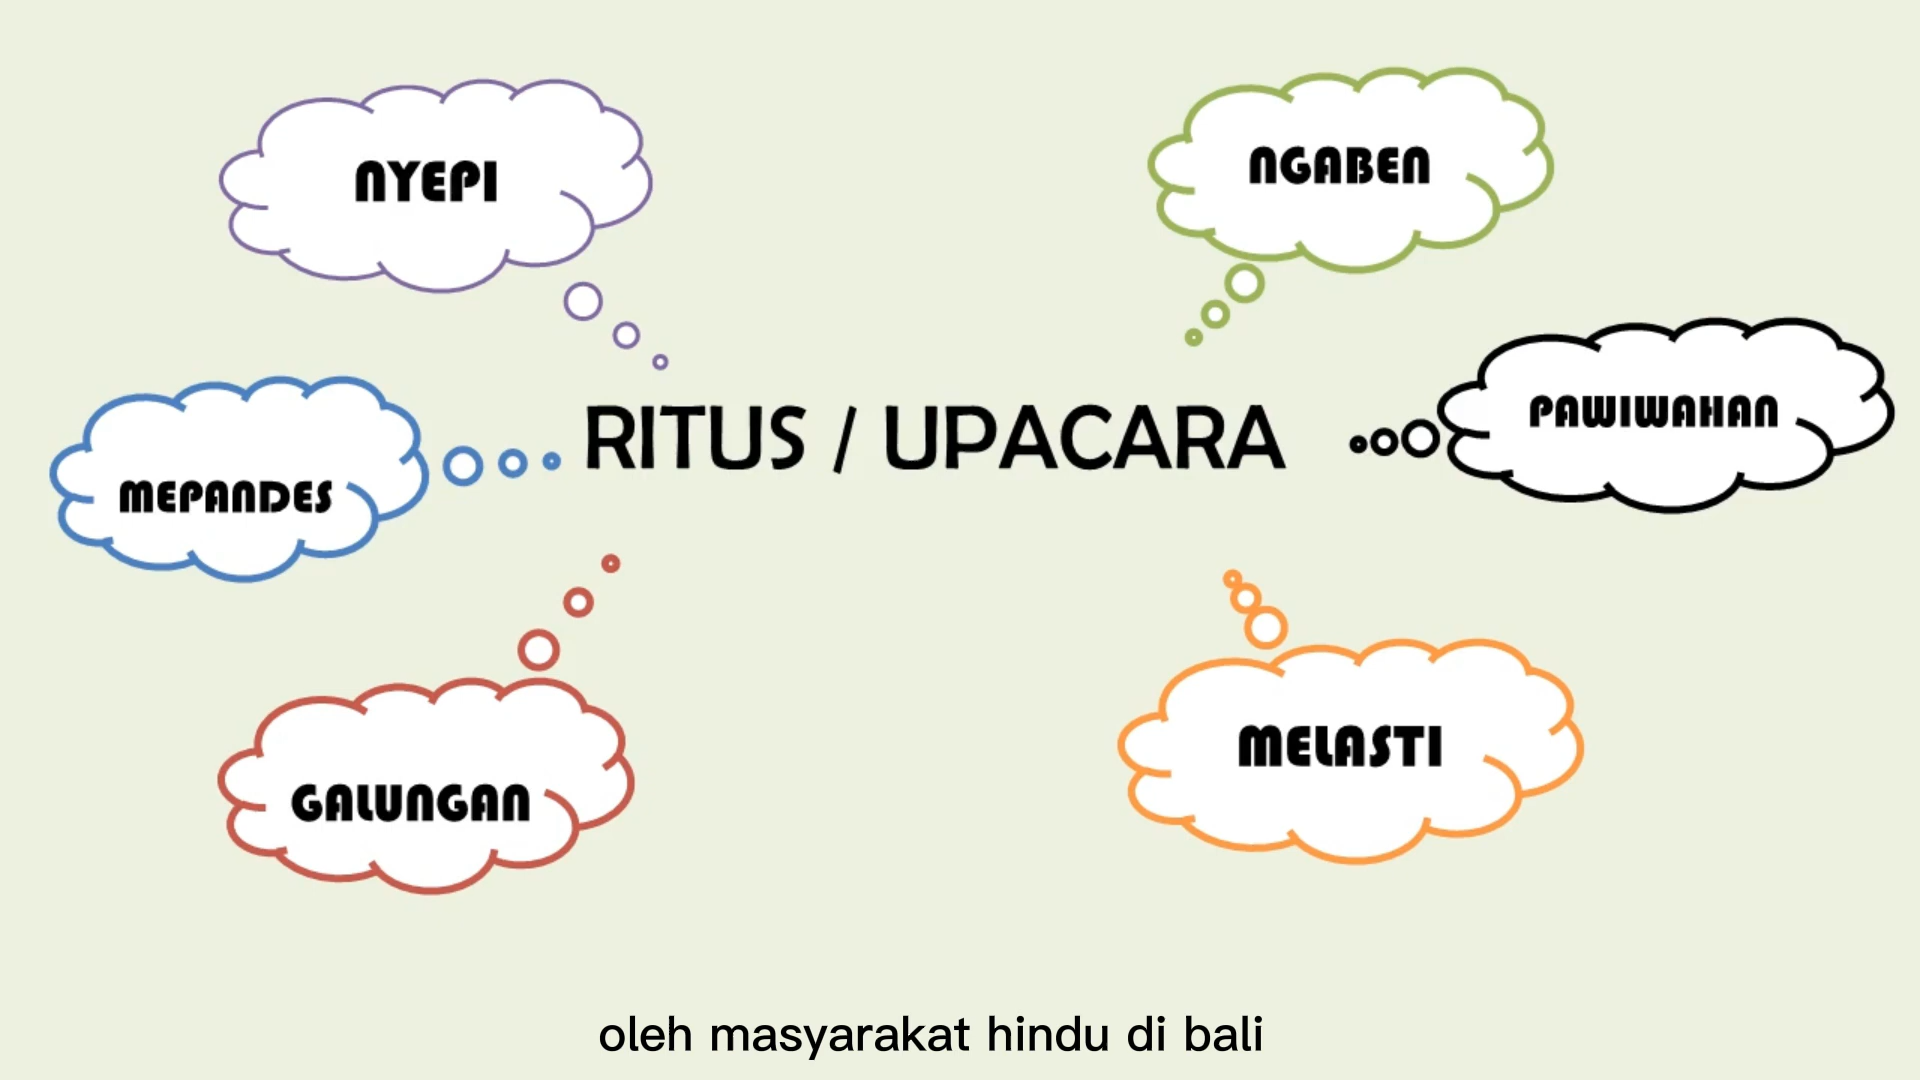 NYEPI
NGABEN
MEPANDES
RITUS / UPACARA
PAWIWAHAN
GALUNGAN
MELASTI
oleh masyarakat hindu di bali